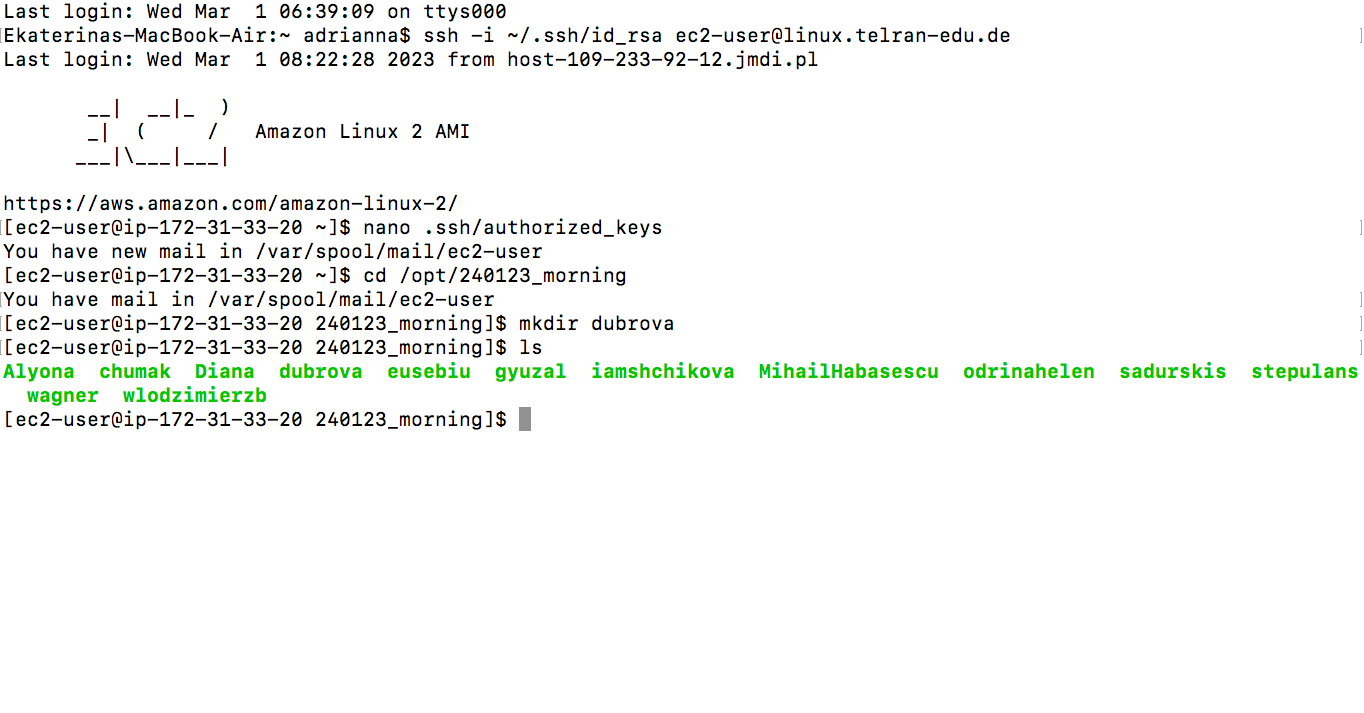 Last login: Wed Mar  1 06:39:09 on ttys000
Ekaterinas-MacBook-Air:~ adrianna$ ssh -i ~/.ssh/id_rsa ec2-user@linux.telran-edu.de
Last login: Wed Mar  1 08:22:28 2023 from host-109-233-92-12.jmdi.pl
       __|  __|_  )
       _|  (     /   Amazon Linux 2 AMI
      ___|\___|___|
https://aws.amazon.com/amazon-linux-2/
[ec2-user@ip-172-31-33-20 ~]$ nano .ssh/authorized_keys
You have new mail in /var/spool/mail/ec2-user
[ec2-user@ip-172-31-33-20 ~]$ cd /opt/240123_morning
You have mail in /var/spool/mail/ec2-user
[ec2-user@ip-172-31-33-20 240123_morning]$ mkdir dubrova
[ec2-user@ip-172-31-33-20 240123_morning]$ ls
Alyona  chumak  Diana  dubrova  eusebiu  gyuzal  iamshchikova  MihailHabasescu  odrinahelen  sadurskis  stepulans
  wagner  wlodzimierzb
[ec2-user@ip-172-31-33-20 240123_morning]$